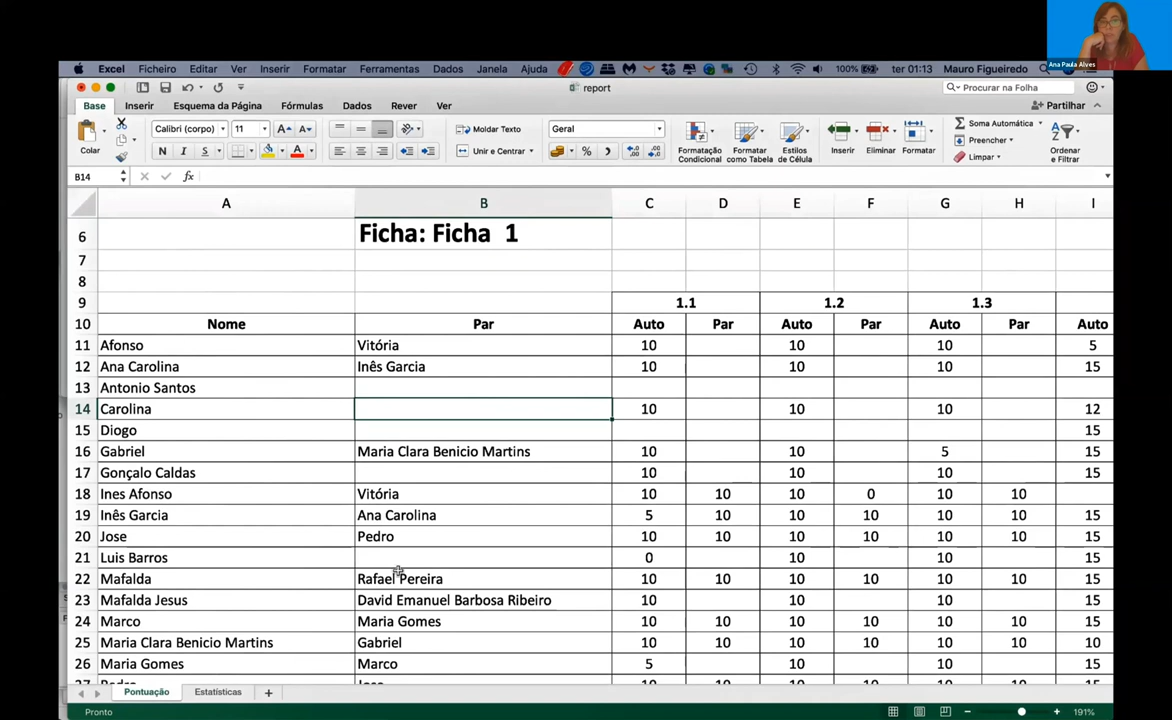 Ana Paula Alves
Excel Ficheiro Editar Ver Inserir Formatar Ferramentas Dados Janela Ajuda 100% ter 01:13 Mauro Figueiredo
report
Procurar na Folha
Base Inserir Esquema da Página Fórmulas Dados Rever Ver Partilhar
Colar Calibri (corpo) 11 Moldar Texto Geral
N I S Unir e Centrar %
Formatação Condicional Formatar como Tabela Estilos de Célula Inserir Eliminar Formatar
Soma Automática
Preencher
Limpar
Ordenar e Filtrar
B14 fx
A B C D E F G H I
6 Ficha: Ficha 1
7
8
9 1.1 1.2 1.3
10 Nome Par Auto Par Auto Par Auto Par Auto
11 Afonso Vitória 10 10 10 5
12 Ana Carolina Inês Garcia 10 10 10 15
13 Antonio Santos
14 Carolina 10 10 10 12
15 Diogo 15
16 Gabriel Maria Clara Benicio Martins 10 10 5 15
17 Gonçalo Caldas 10 10 10 15
18 Ines Afonso Vitória 10 10 10 0 10 10
19 Inês Garcia Ana Carolina 5 10 10 10 10 10 15
20 Jose Pedro 10 10 10 10 10 10 15
21 Luis Barros 0 10 10 15
22 Mafalda Rafael Pereira 10 10 10 10 10 10 15
23 Mafalda Jesus David Emanuel Barbosa Ribeiro 10 10 10 15
24 Marco Maria Gomes 10 10 10 10 10 10 15
25 Maria Clara Benicio Martins Gabriel 10 10 10 10 10 10 10
26 Maria Gomes Marco 5 10 10 15
27 Pedro Jose 10 10 10 10 10 10 15
Pontuação Estatísticas +
Pronto 191%